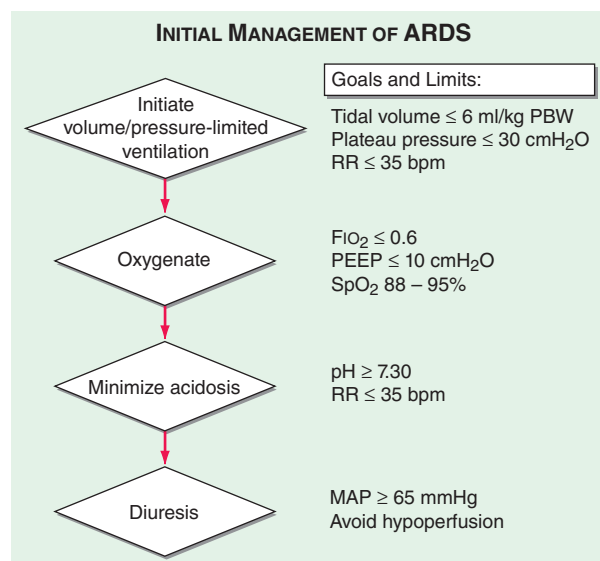 INITIAL MANAGEMENT OF ARDS
Goals and Limits:
Initiate
volume/pressure-limited
ventilation
Tidal volume ≤ 6 ml/kg PBW
Plateau pressure ≤ 30 cmH₂O
RR ≤ 35 bpm
Oxygenate
FIO₂ ≤ 0.6
PEEP ≤ 10 cmH₂O
SpO₂ 88 – 95%
Minimize acidosis
pH ≥ 7.30
RR ≤ 35 bpm
Diuresis
MAP ≥ 65 mmHg
Avoid hypoperfusion